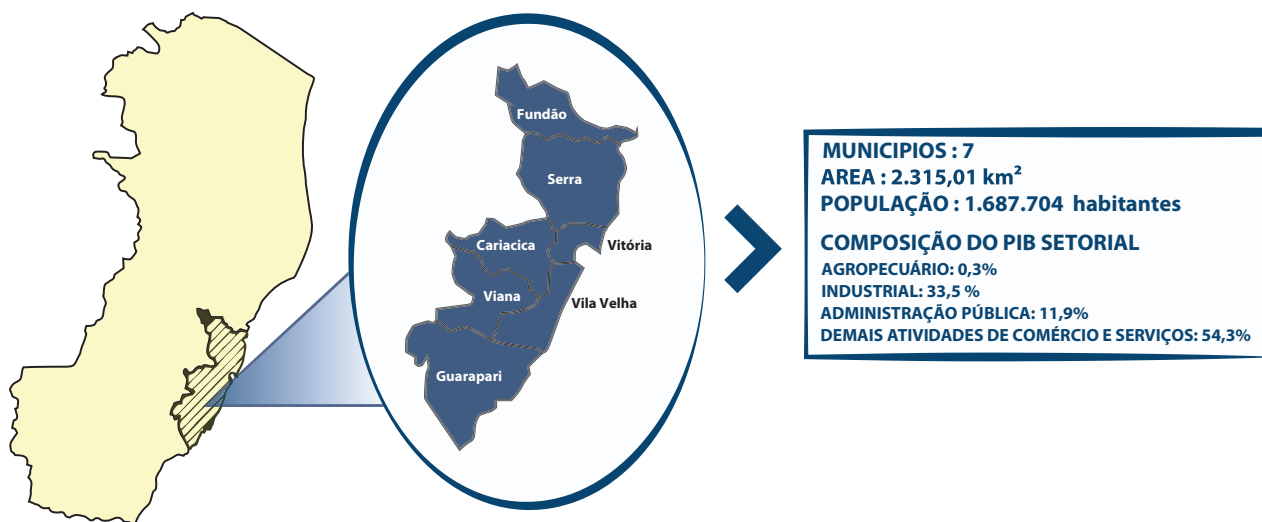 Fundão
Serra
Cariacica
Vitória
Viana
Vila Velha
Guarapari
MUNICIPIOS : 7
AREA : 2.315,01 km²
POPULAÇÃO : 1.687.704 habitantes
COMPOSIÇÃO DO PIB SETORIAL
AGROPECUÁRIO: 0,3%
INDUSTRIAL: 33,5 %
ADMINISTRAÇÃO PÚBLICA: 11,9%
DEMAIS ATIVIDADES DE COMÉRCIO E SERVIÇOS: 54,3%